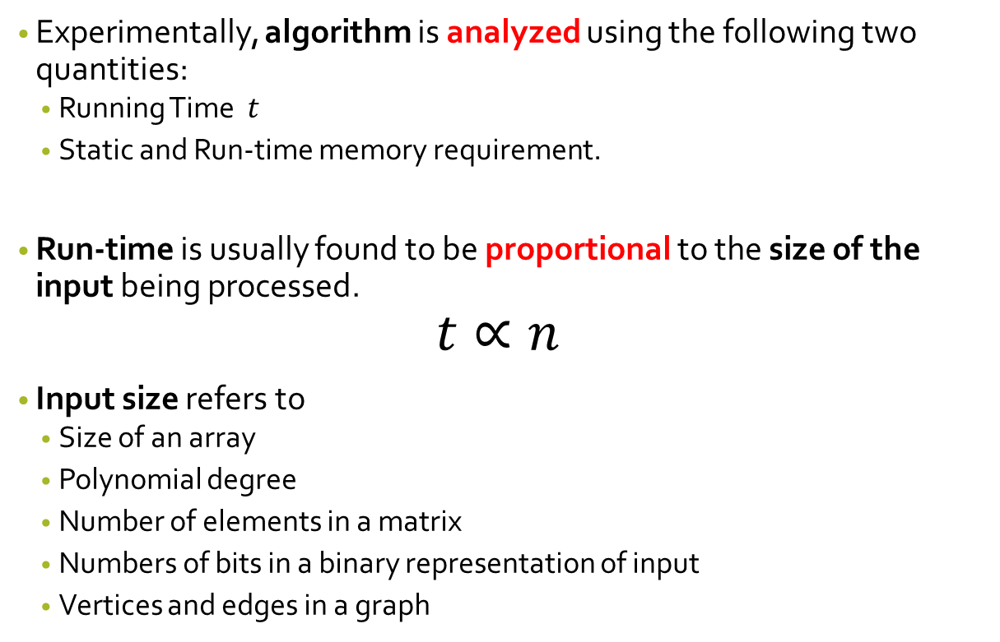 • Experimentally, algorithm is analyzed using the following two
quantities:
• Running Time t
• Static and Run-time memory requirement.
• Run-time is usually found to be proportional to the size of the
input being processed.
t ∝ n
• Input size refers to
• Size of an array
• Polynomial degree
• Number of elements in a matrix
• Numbers of bits in a binary representation of input
• Vertices and edges in a graph